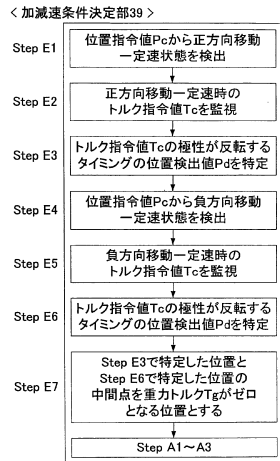 < 加減速条件決定部39 >
Step E1
位置指令値Pcから正方向移動
一定速状態を検出
Step E2
正方向移動一定速時の
トルク指令値Tcを監視
Step E3
トルク指令値Tcの極性が反転する
タイミングの位置検出値Pdを特定
Step E4
位置指令値Pcから負方向移動
一定速状態を検出
Step E5
負方向移動一定速時の
トルク指令値Tcを監視
Step E6
トルク指令値Tcの極性が反転する
タイミングの位置検出値Pdを特定
Step E7
Step E3で特定した位置と
Step E6で特定した位置の
中間点を重力トルクTgがゼロ
となる位置とする
Step A1～A3